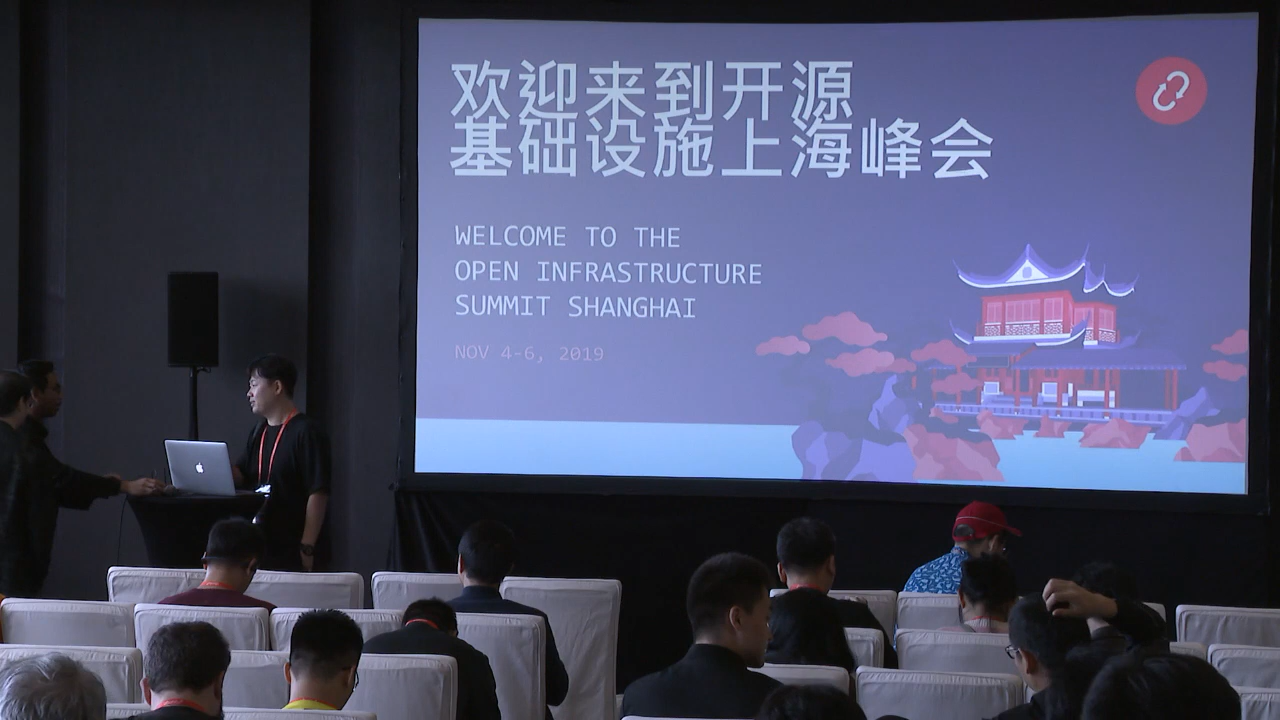 欢迎来到开源
基础设施上海峰会
WELCOME TO THE
OPEN INFRASTRUCTURE
SUMMIT SHANGHAI
NOV 4-6, 2019